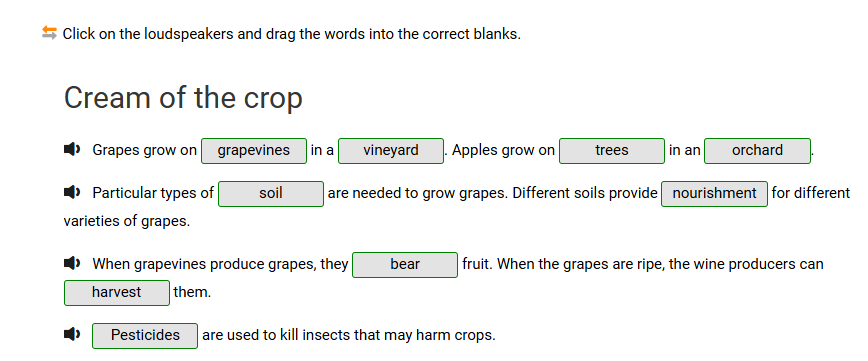 Click on the loudspeakers and drag the words into the correct blanks.
Cream of the crop
Grapes grow on grapevines in a vineyard . Apples grow on trees in an orchard .
Particular types of soil are needed to grow grapes. Different soils provide nourishment for different
varieties of grapes.
When grapevines produce grapes, they bear fruit. When the grapes are ripe, the wine producers can
harvest them.
Pesticides are used to kill insects that may harm crops.